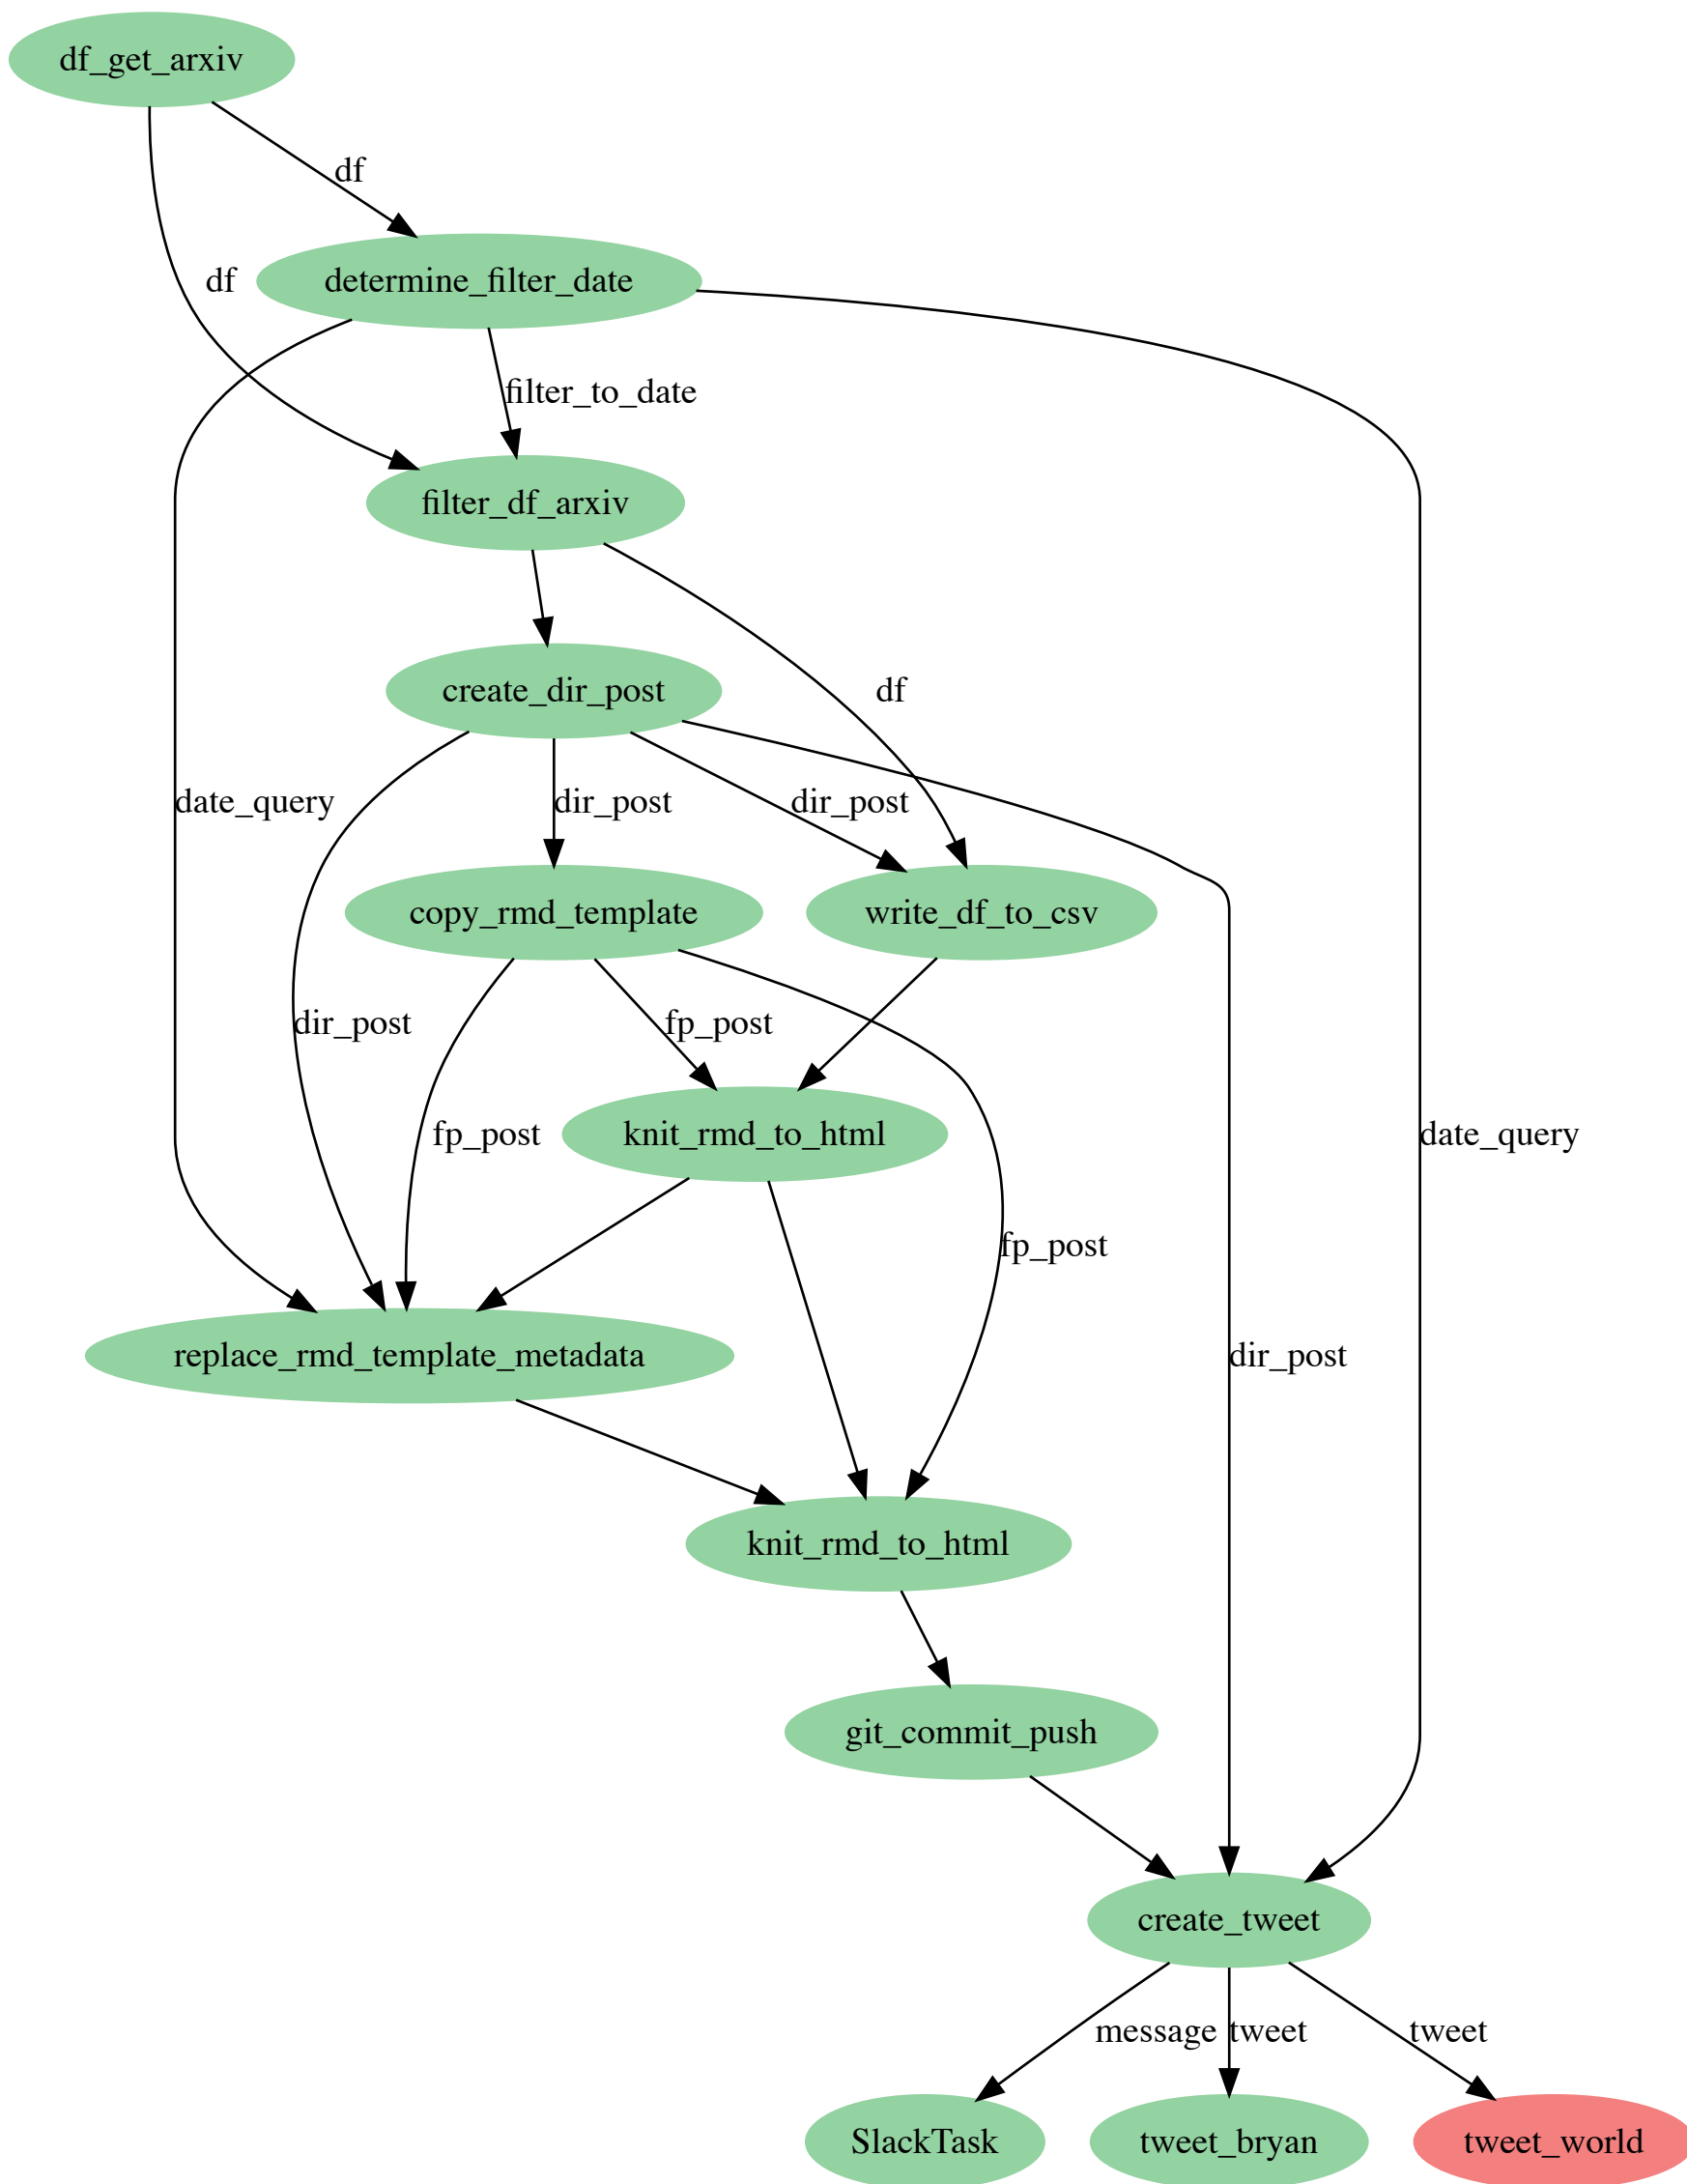 df_get_arxiv
df
df
determine_filter_date
filter_to_date
filter_df_arxiv
create_dir_post
df
date_query
dir_post
dir_post
copy_rmd_template
write_df_to_csv
dir_post
fp_post
fp_post
knit_rmd_to_html
date_query
fp_post
replace_rmd_template_metadata
dir_post
knit_rmd_to_html
git_commit_push
create_tweet
message
tweet
tweet
SlackTask
tweet_bryan
tweet_world